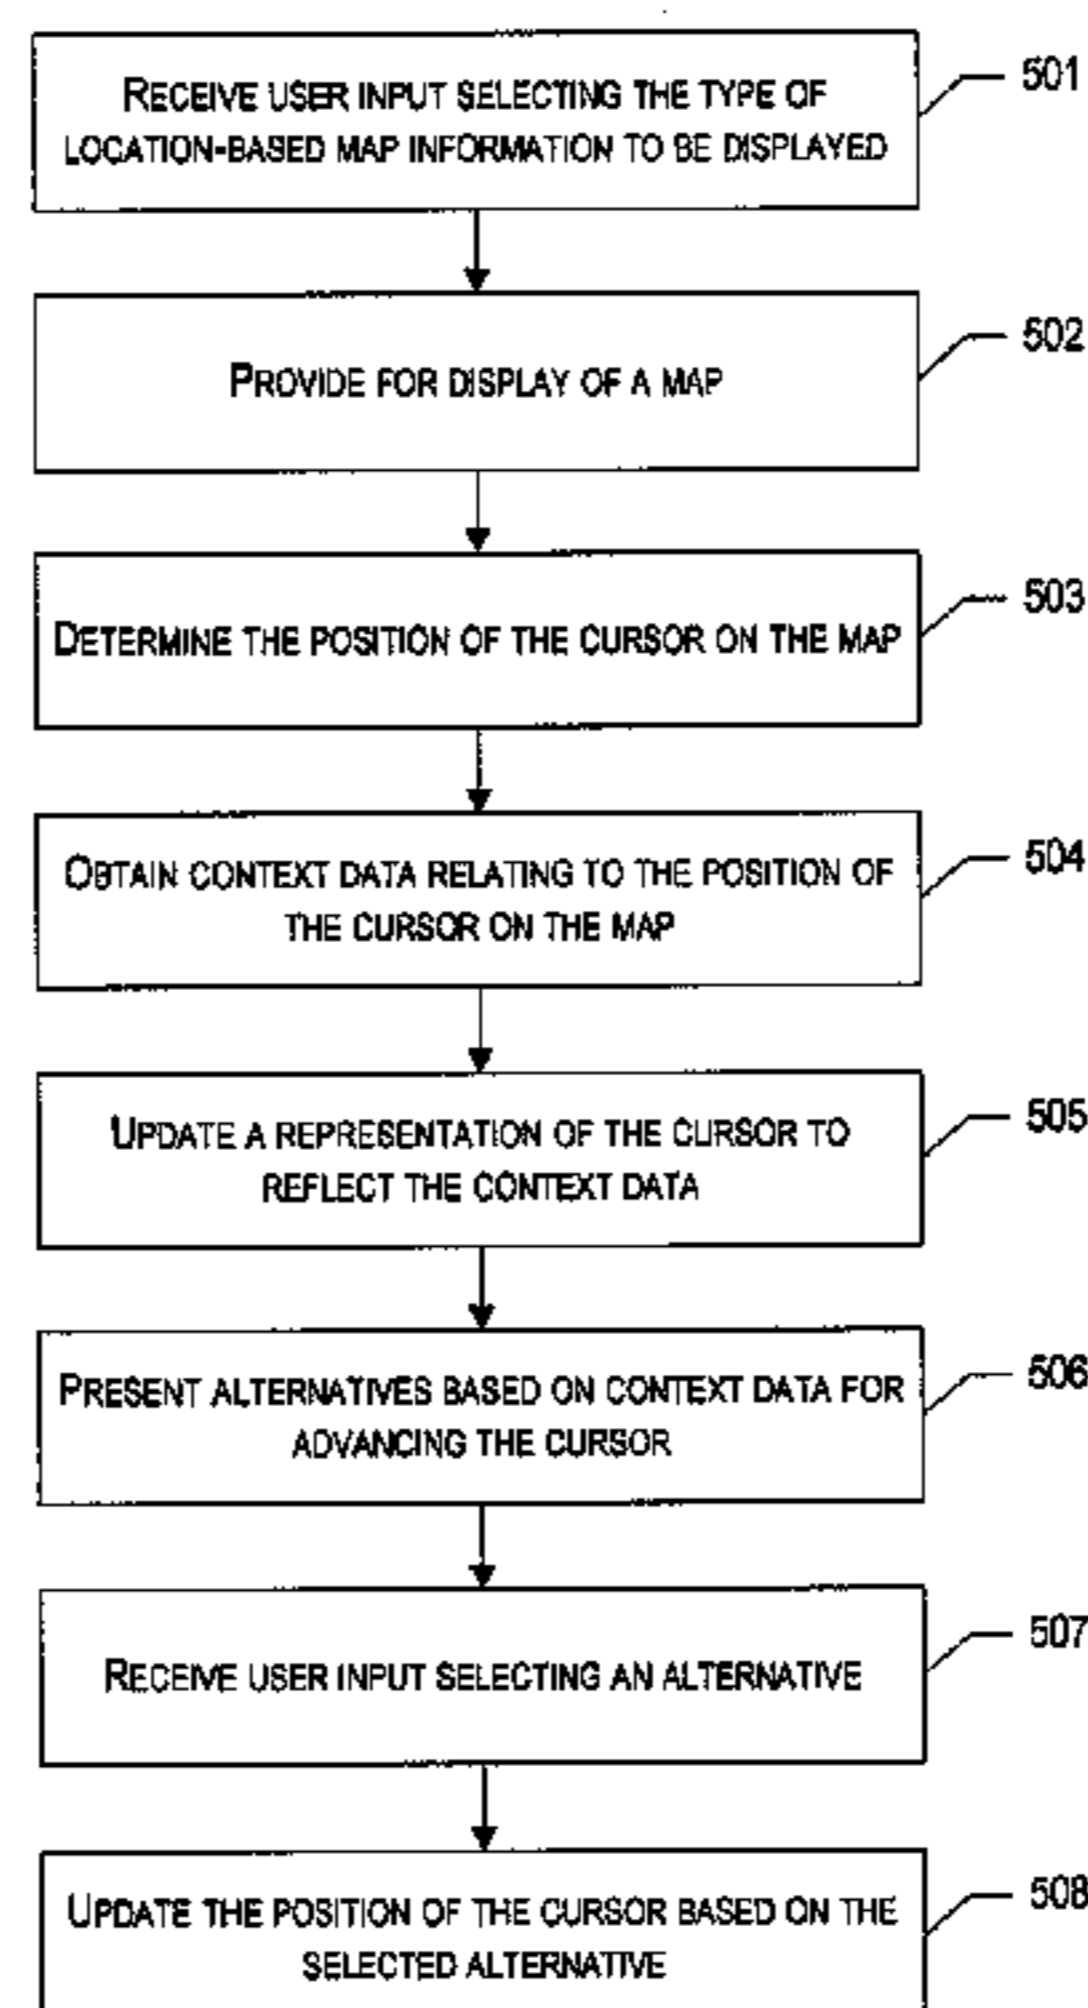 RECEIVE USER INPUT SELECTING THE TYPE OF
LOCATION-BASED MAP INFORMATION TO BE DISPLAYED
501
PROVIDE FOR DISPLAY OF A MAP
502
DETERMINE THE POSITION OF THE CURSOR ON THE MAP
503
OBTAIN CONTEXT DATA RELATING TO THE POSITION OF
THE CURSOR ON THE MAP
504
UPDATE A REPRESENTATION OF THE CURSOR TO
REFLECT THE CONTEXT DATA
505
PRESENT ALTERNATIVES BASED ON CONTEXT DATA FOR
ADVANCING THE CURSOR
506
RECEIVE USER INPUT SELECTING AN ALTERNATIVE
507
UPDATE THE POSITION OF THE CURSOR BASED ON THE
SELECTED ALTERNATIVE
508